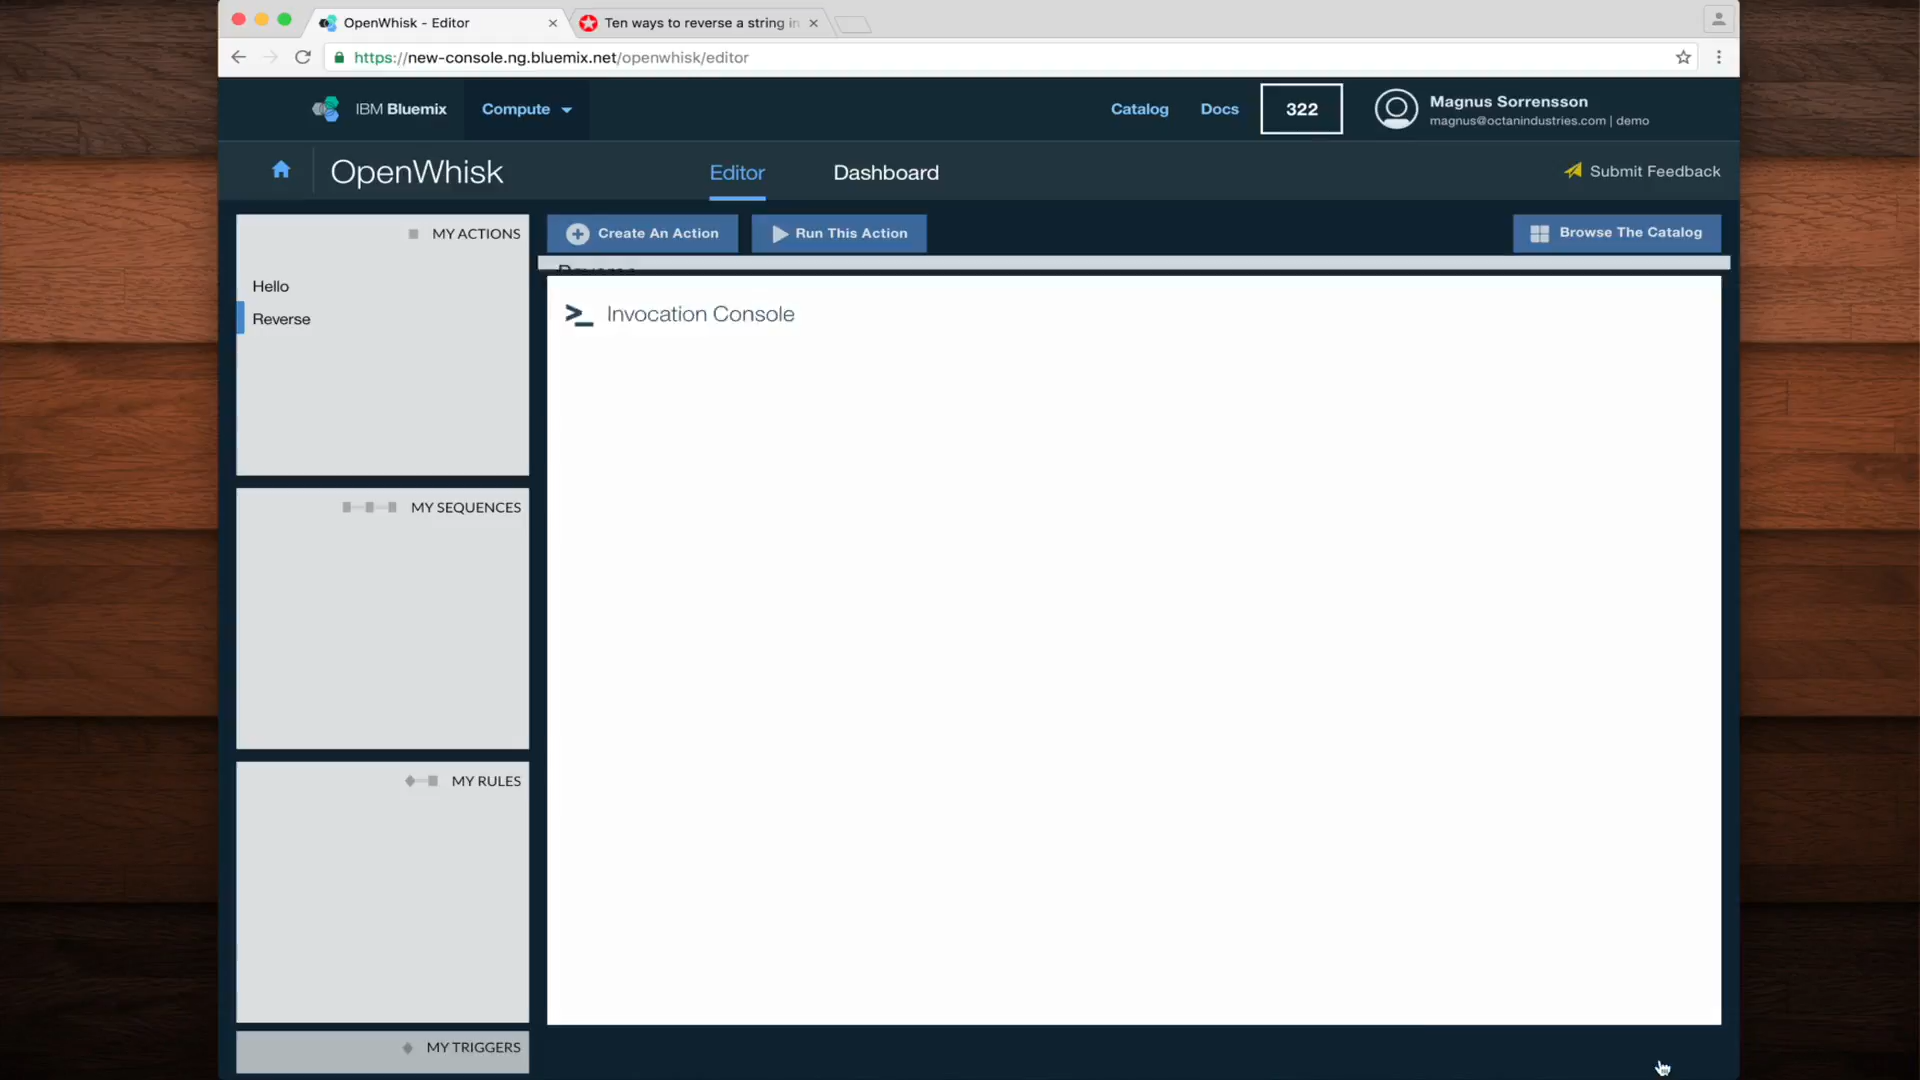 OpenWhisk - Editor
Ten ways to reverse a string in
https://new-console.ng.bluemix.net/openwhisk/editor
IBM Bluemix
Compute
Catalog
Docs
322
Magnus Sorrensson
magnus@octanindustries.com | demo
OpenWhisk
Editor
Dashboard
Submit Feedback
MY ACTIONS
Create An Action
Run This Action
Browse The Catalog
Hello
Reverse
>_ Invocation Console
MY SEQUENCES
MY RULES
MY TRIGGERS